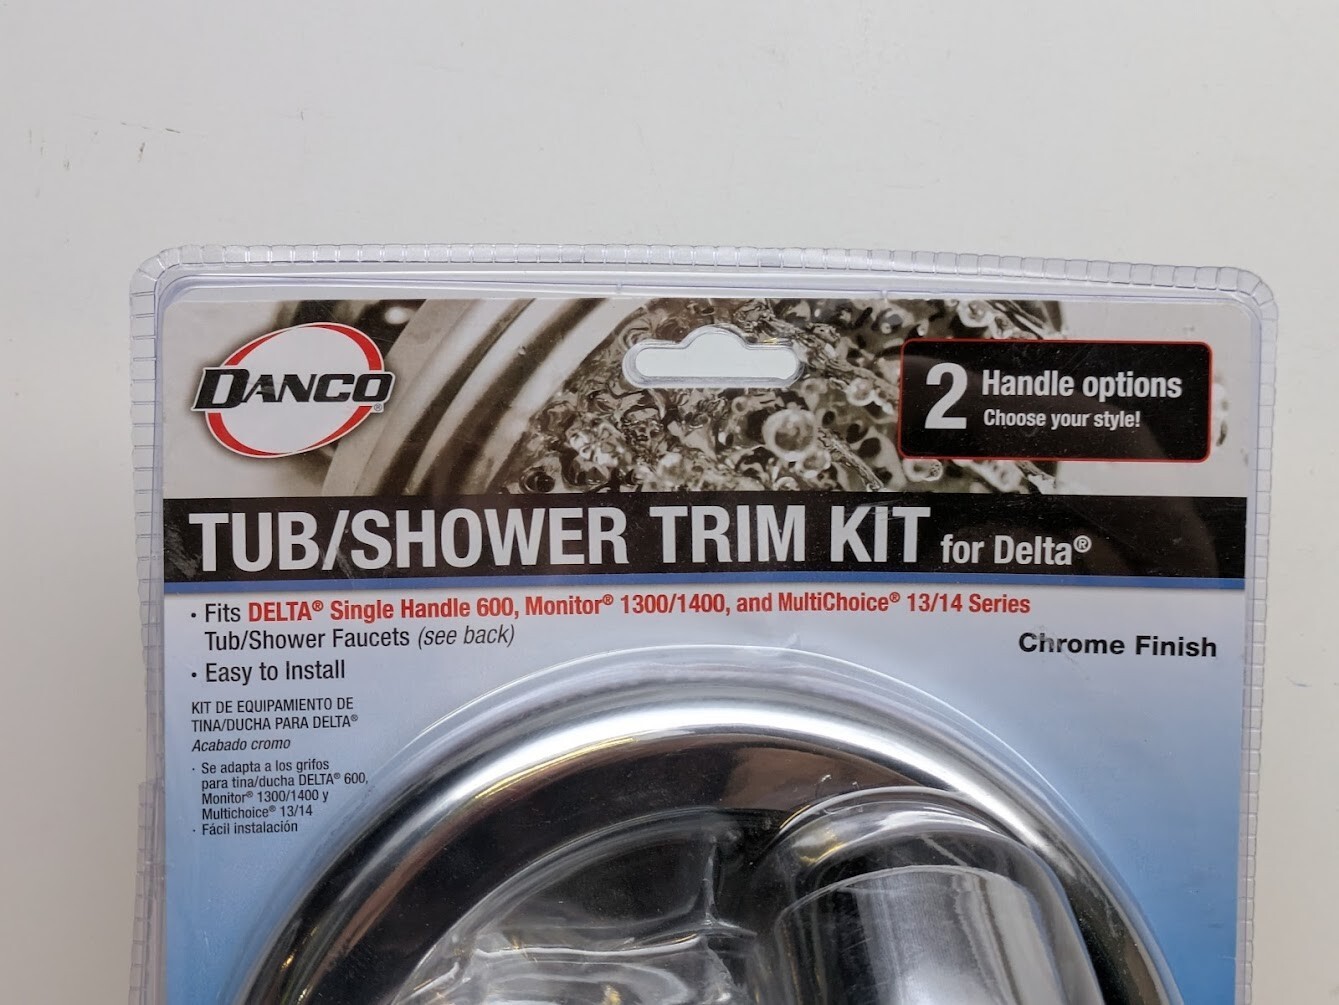 DANCO®
2 Handle options
Choose your style!
TUB/SHOWER TRIM KIT for Delta®
· Fits DELTA® Single Handle 600, Monitor® 1300/1400, and MultiChoice® 13/14 Series
Tub/Shower Faucets (see back)
Chrome Finish
· Easy to Install
KIT DE EQUIPAMIENTO DE
TINA/DUCHA PARA DELTA®
Acabado cromo
· Se adapta a los grifos
para tina/ducha DELTA® 600,
Monitor® 1300/1400 y
Multichoice® 13/14
· Fácil instalación